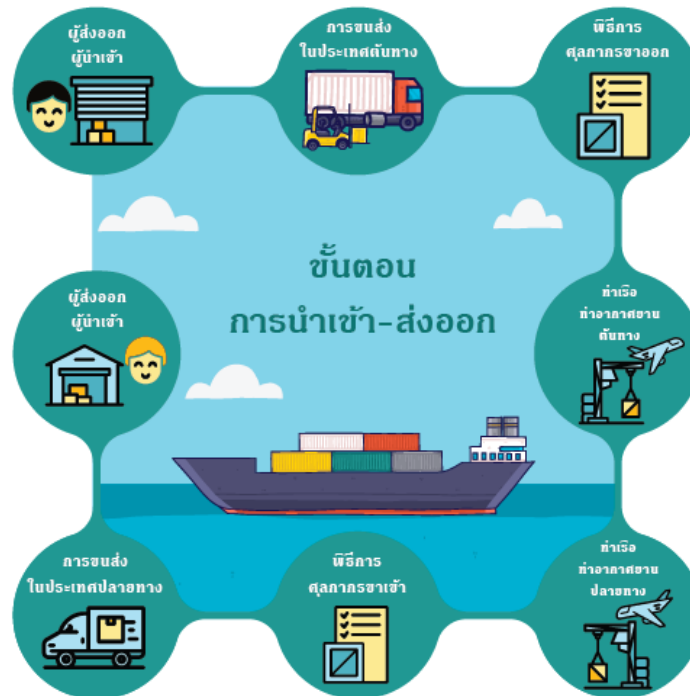 ผู้ส่งออก
ผู้นำเข้า
การขนส่ง
ในประเทศต้นทาง
พิธีการ
ศุลกากรขาออก
ขั้นตอน
การนำเข้า-ส่งออก
ผู้ส่งออก
ผู้นำเข้า
ท่าเรือ
ท่าอากาศยาน
ต้นทาง
การขนส่ง
ในประเทศปลายทาง
พิธีการ
ศุลกากรขาเข้า
ท่าเรือ
ท่าอากาศยาน
ปลายทาง